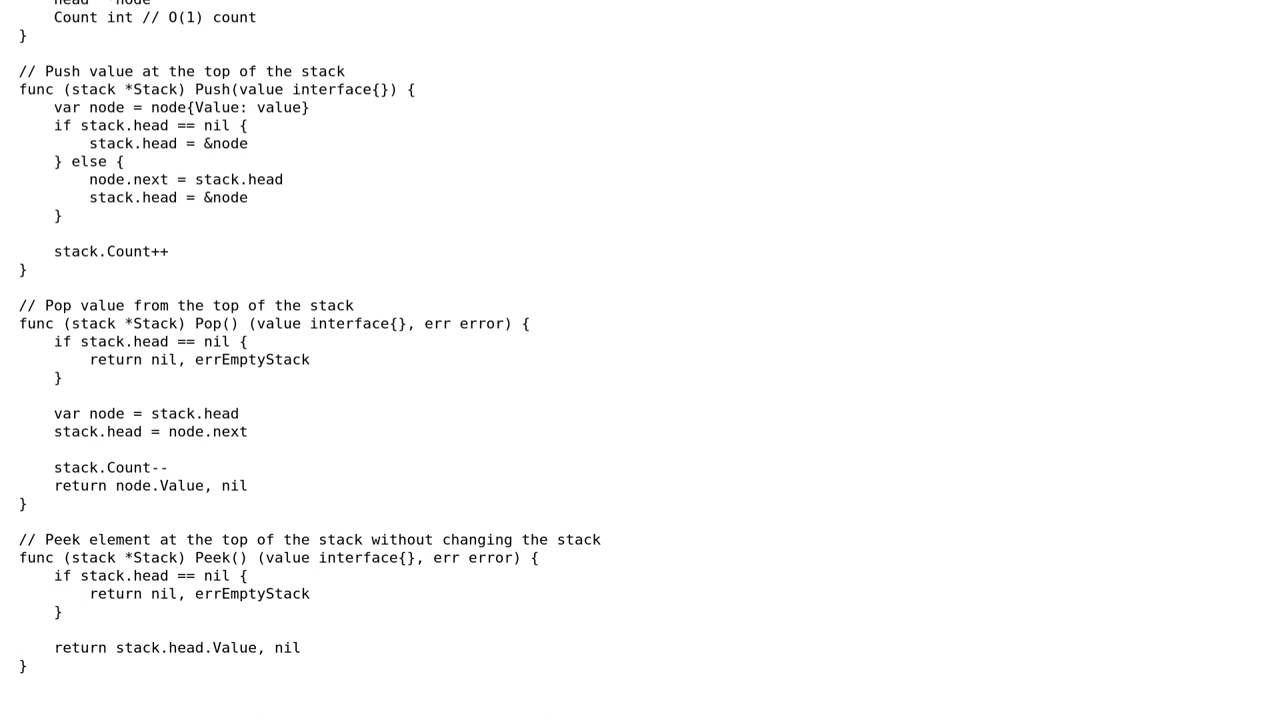 head *node
    Count int // O(1) count
}

// Push value at the top of the stack
func (stack *Stack) Push(value interface{}) {
    var node = node{Value: value}
    if stack.head == nil {
        stack.head = &node
    } else {
        node.next = stack.head
        stack.head = &node
    }

    stack.Count++
}

// Pop value from the top of the stack
func (stack *Stack) Pop() (value interface{}, err error) {
    if stack.head == nil {
        return nil, errEmptyStack
    }

    var node = stack.head
    stack.head = node.next

    stack.Count--
    return node.Value, nil
}

// Peek element at the top of the stack without changing the stack
func (stack *Stack) Peek() (value interface{}, err error) {
    if stack.head == nil {
        return nil, errEmptyStack
    }

    return stack.head.Value, nil
}